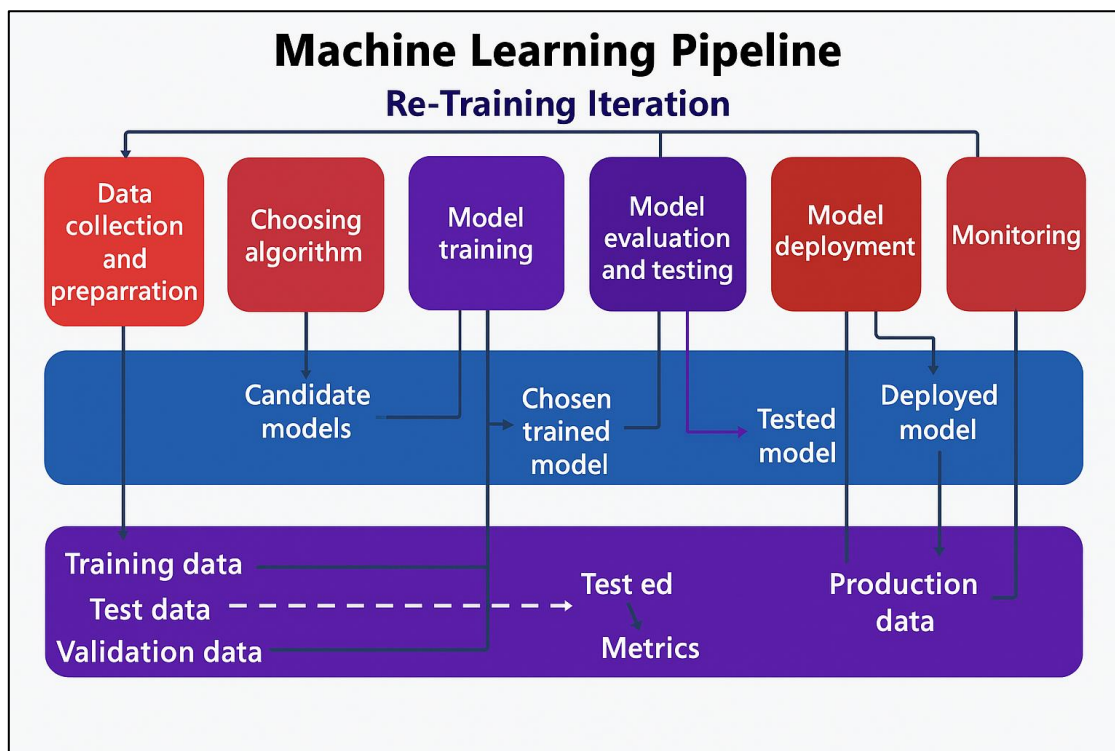 Machine Learning Pipeline
Re-Training Iteration
Data
collection
and
preparration
Choosing
algorithm
Model
training
Model
evaluation
and testing
Model
deployment
Monitoring
Candidate
models
Chosen
trained
model
Tested
model
Deployed
model
Training data
Test data
Validation data
Test ed
Metrics
Production
data